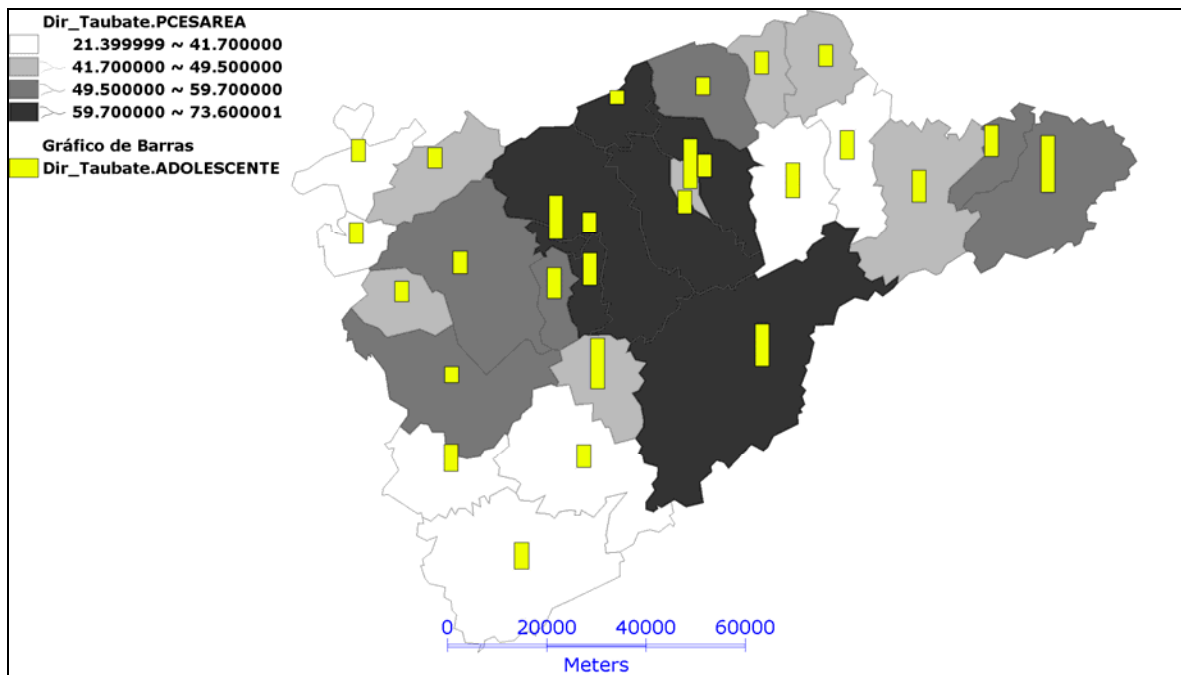 Dir_Taubate.PCESAREA
21.399999 ~ 41.700000
41.700000 ~ 49.500000
49.500000 ~ 59.700000
59.700000 ~ 73.600001
Gráfico de Barras
Dir_Taubate.ADOLESCENTE
0 20000 40000 60000
Meters